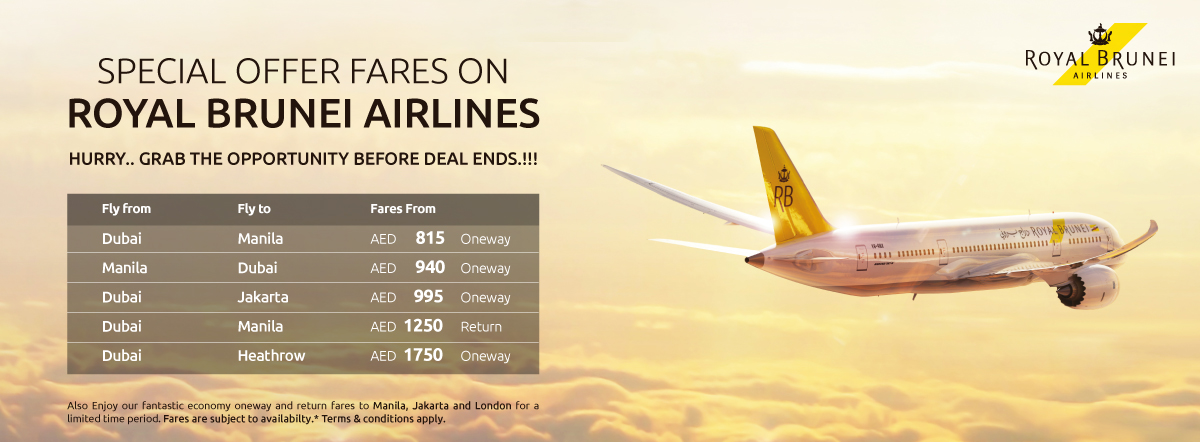 SPECIAL OFFER FARES ON
ROYAL BRUNEI AIRLINES
HURRY.. GRAB THE OPPORTUNITY BEFORE DEAL ENDS.!!!
Fly from Fly to Fares From
Dubai Manila AED 815 Oneway
Manila Dubai AED 940 Oneway
Dubai Jakarta AED 995 Oneway
Dubai Manila AED 1250 Return
Dubai Heathrow AED 1750 Oneway
Also Enjoy our fantastic economy oneway and return fares to Manila, Jakarta and London for a
limited time period. Fares are subject to availabilty.* Terms & conditions apply.
ROYAL BRUNEI
AIRLINES
RB
ROYAL BRUNEI